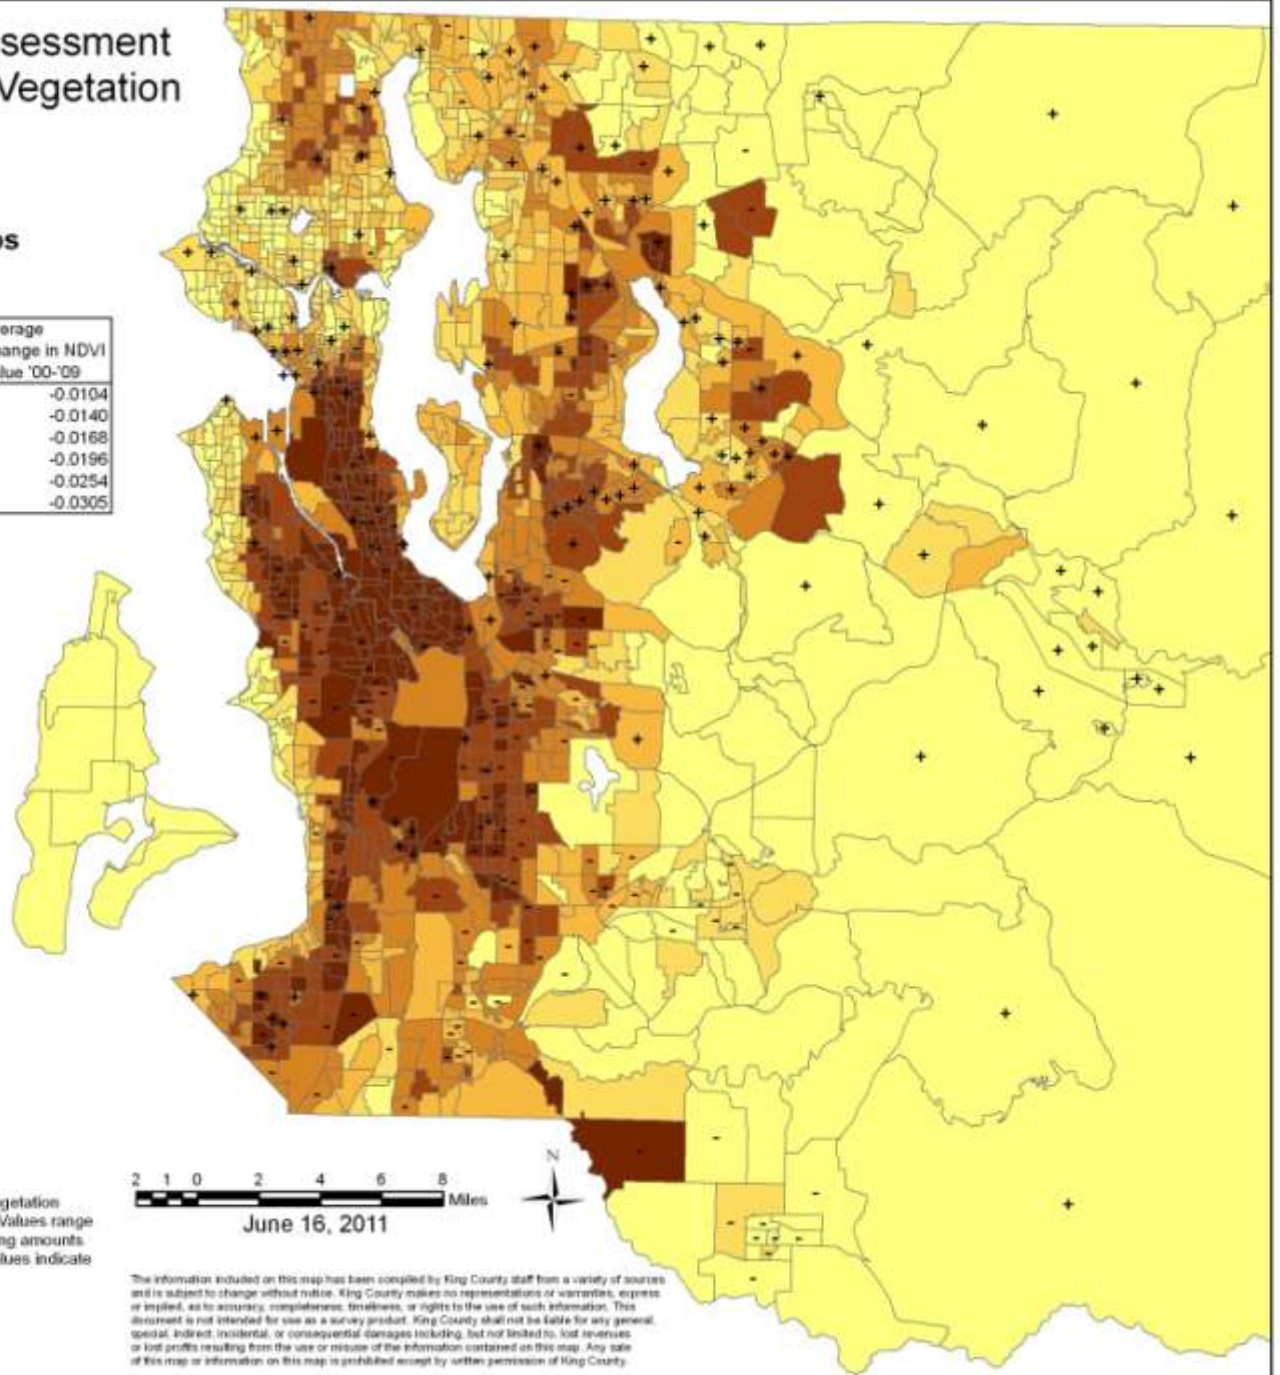 ssessment
Vegetation
os
erage
ange in NDVI
lue '00-'09
-0.0104
-0.0140
-0.0168
-0.0196
-0.0254
-0.0305
N
2 1 0 2 4 6 8
Miles
June 16, 2011
getation
Values range
ng amounts
lues indicate
The information included on this map has been compiled by King County staff from a variety of sources
and is subject to change without notice. King County makes no representations or warranties, express
or implied, as to accuracy, completeness, timeliness, or rights to the use of such information. This
document is not intended for use as a survey product. King County shall not be liable for any general,
special, indirect, incidental, or consequential damages including, but not limited to, lost revenues
or lost profits resulting from the use or misuse of the information contained on this map. Any sale
of this map or information on this map is prohibited except by written permission of King County.